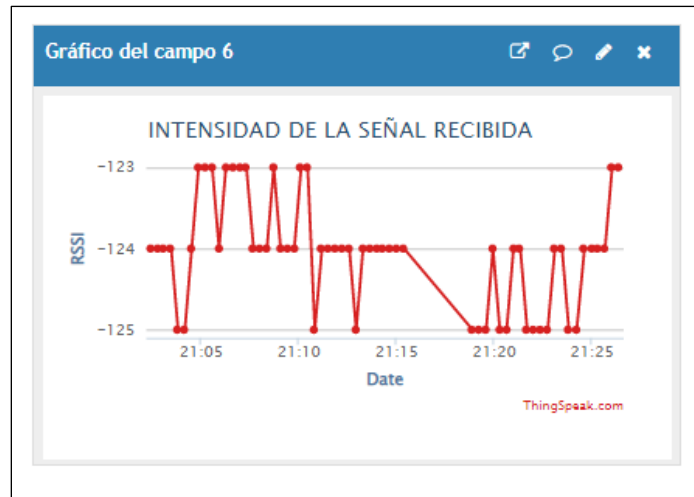 Gráfico del campo 6
INTENSIDAD DE LA SEÑAL RECIBIDA
-123
-124
-125
RSSI
21:05 21:10 21:15 21:20 21:25
Date
ThingSpeak.com